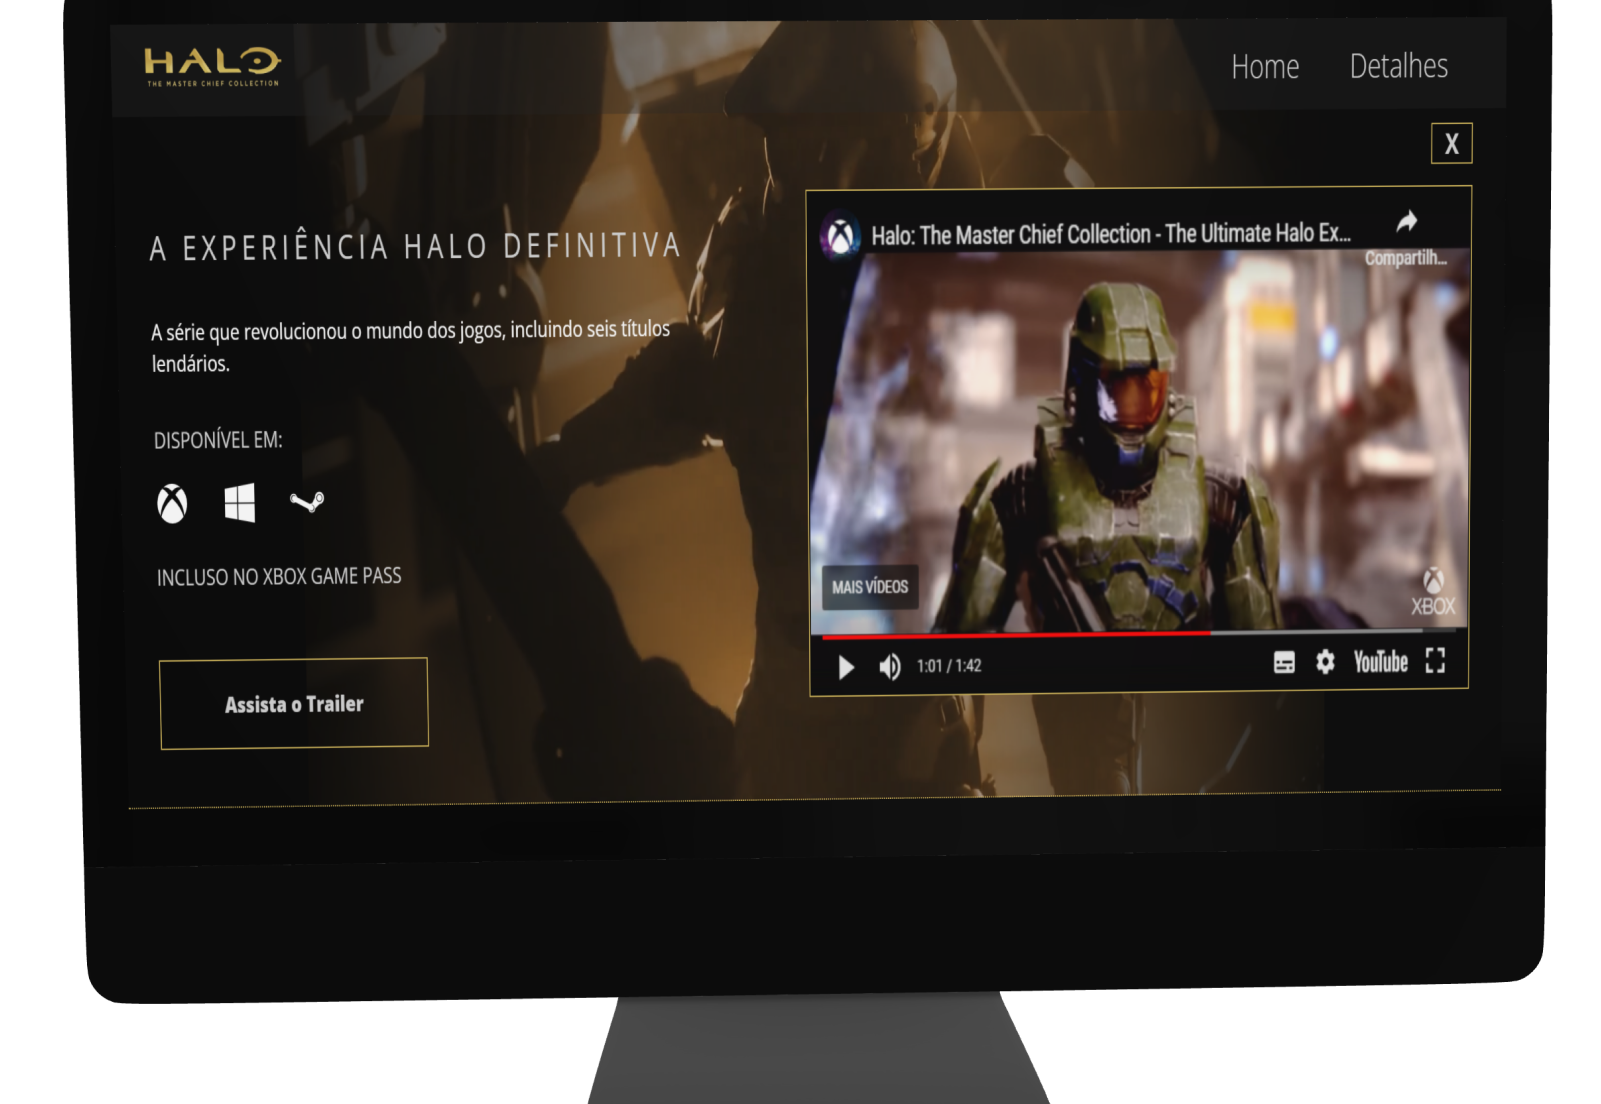 HALO
THE MASTER CHIEF COLLECTION
Home
Detalhes
X
A EXPERIÊNCIA HALO DEFINITIVA
A série que revolucionou o mundo dos jogos, incluindo seis títulos
lendários.
DISPONÍVEL EM:
INCLUSO NO XBOX GAME PASS
Assista o Trailer
Halo: The Master Chief Collection - The Ultimate Halo Ex...
Compartilh...
MAIS VÍDEOS
XBOX
1:01 / 1:42
YouTube